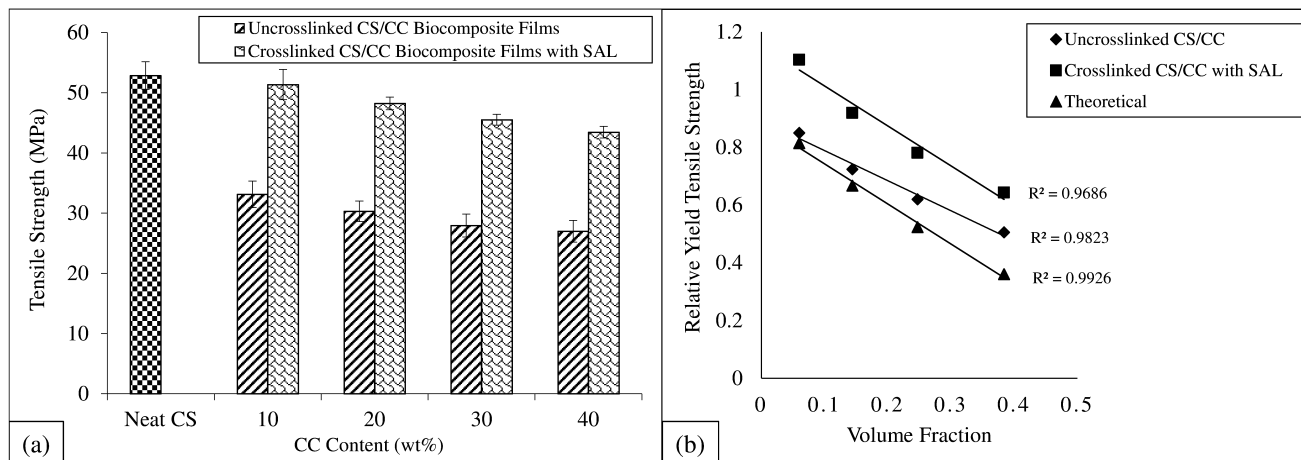 Uncrosslinked CS/CC Biocomposite Films
Crosslinked CS/CC Biocomposite Films with SAL
60
50
40
30
20
10
0
Tensile Strength (MPa)
Neat CS
10
20
30
40
CC Content (wt%)
(a)
Uncrosslinked CS/CC
Crosslinked CS/CC with SAL
Theoretical
1.2
1
0.8
0.6
0.4
0.2
0
Relative Yield Tensile Strength
R² = 0.9686
R² = 0.9823
R² = 0.9926
0
0.1
0.2
0.3
0.4
0.5
Volume Fraction
(b)